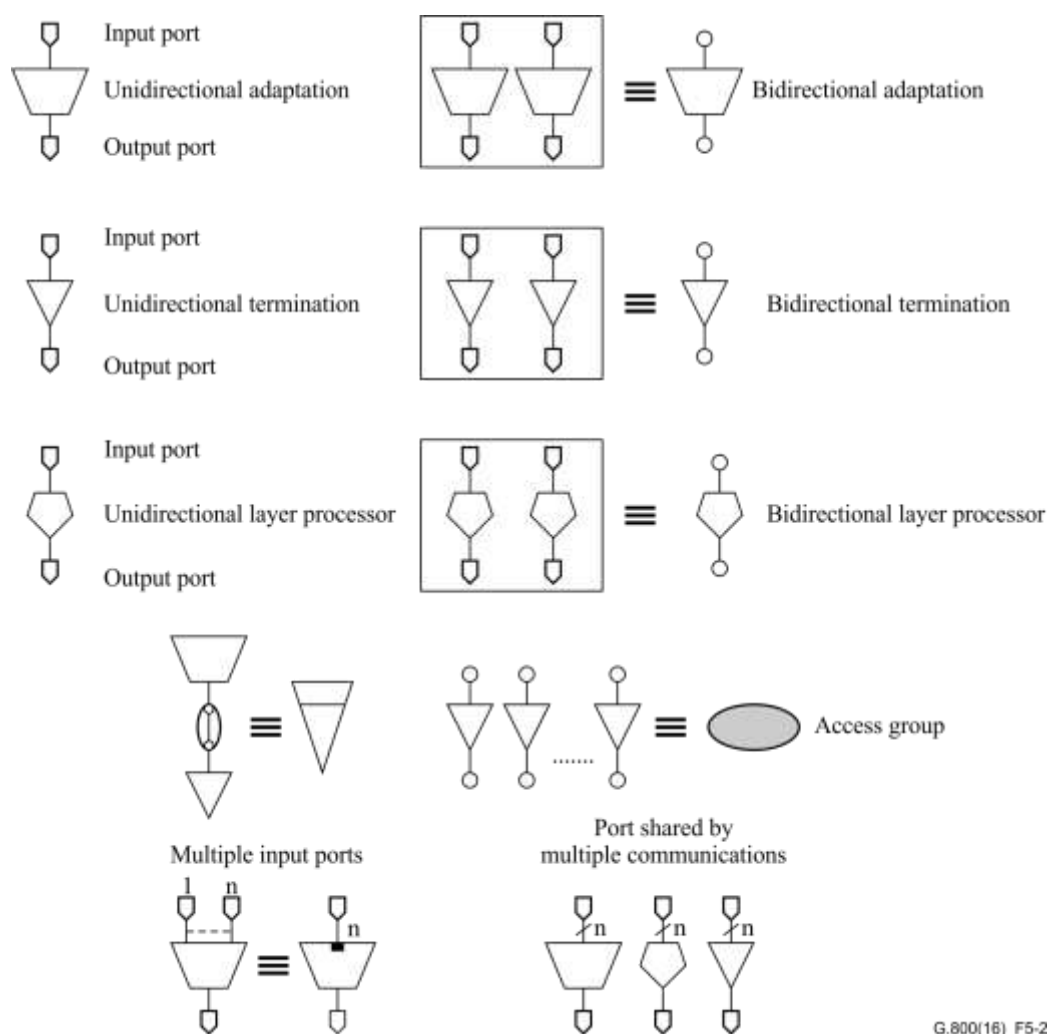 Input port
Unidirectional adaptation
Output port
Bidirectional adaptation
Input port
Unidirectional termination
Output port
Bidirectional termination
Input port
Unidirectional layer processor
Output port
Bidirectional layer processor
.......
Access group
Multiple input ports
1 n
n
Port shared by
multiple communications
n n n
G.800(16)_F5-2